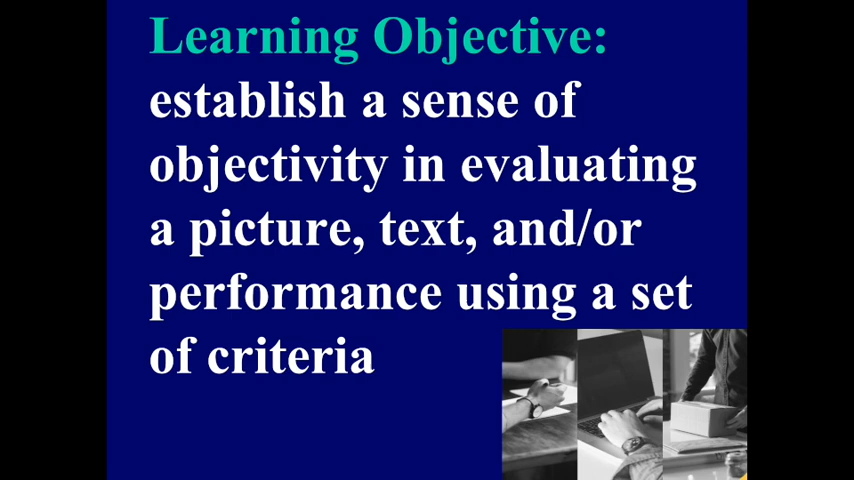 Learning Objective:
establish a sense of
objectivity in evaluating
a picture, text, and/or
performance using a set
of criteria